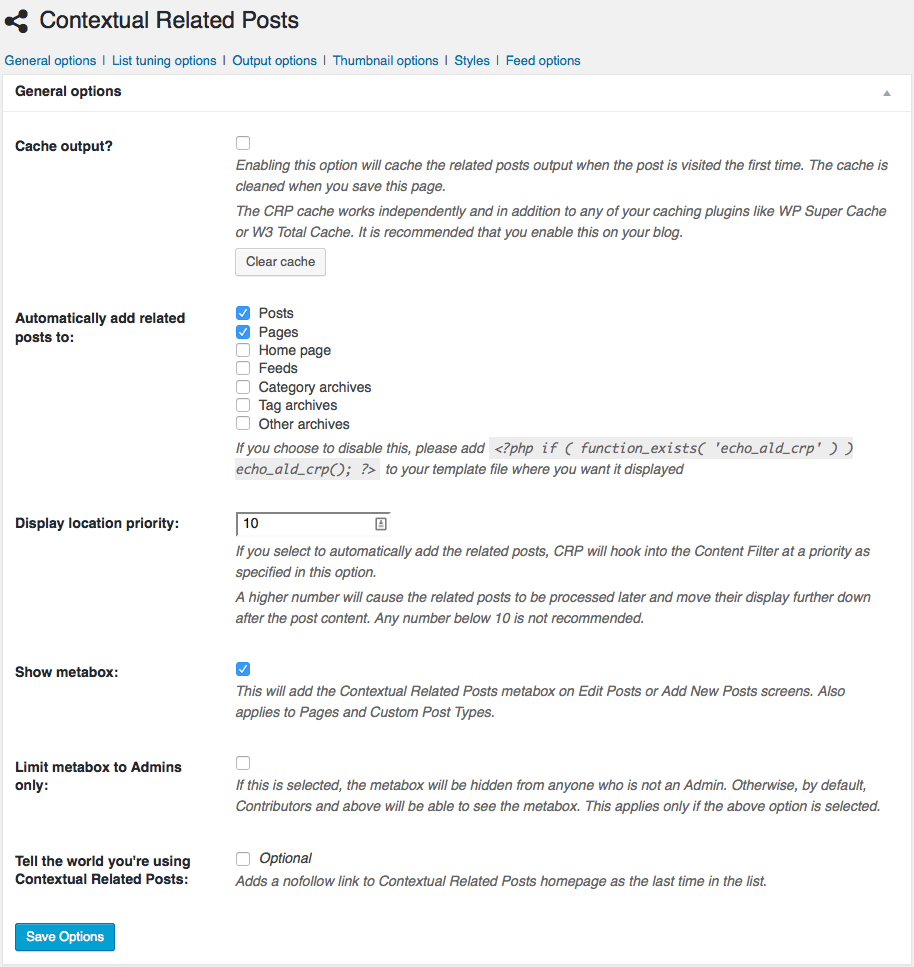 Contextual Related Posts
General options | List tuning options | Output options | Thumbnail options | Styles | Feed options
General options
Cache output?
Enabling this option will cache the related posts output when the post is visited the first time. The cache is
cleaned when you save this page.
The CRP cache works independently and in addition to any of your caching plugins like WP Super Cache
or W3 Total Cache. It is recommended that you enable this on your blog.
Clear cache
Automatically add related
posts to:
Posts
Pages
Home page
Feeds
Category archives
Tag archives
Other archives
If you choose to disable this, please add <?php if ( function_exists( 'echo_ald_crp' ) )
echo_ald_crp(); ?> to your template file where you want it displayed
Display location priority:
10
If you select to automatically add the related posts, CRP will hook into the Content Filter at a priority as
specified in this option.
A higher number will cause the related posts to be processed later and move their display further down
after the post content. Any number below 10 is not recommended.
Show metabox:
This will add the Contextual Related Posts metabox on Edit Posts or Add New Posts screens. Also
applies to Pages and Custom Post Types.
Limit metabox to Admins
only:
If this is selected, the metabox will be hidden from anyone who is not an Admin. Otherwise, by default,
Contributors and above will be able to see the metabox. This applies only if the above option is selected.
Tell the world you're using
Contextual Related Posts:
Optional
Adds a nofollow link to Contextual Related Posts homepage as the last time in the list.
Save Options